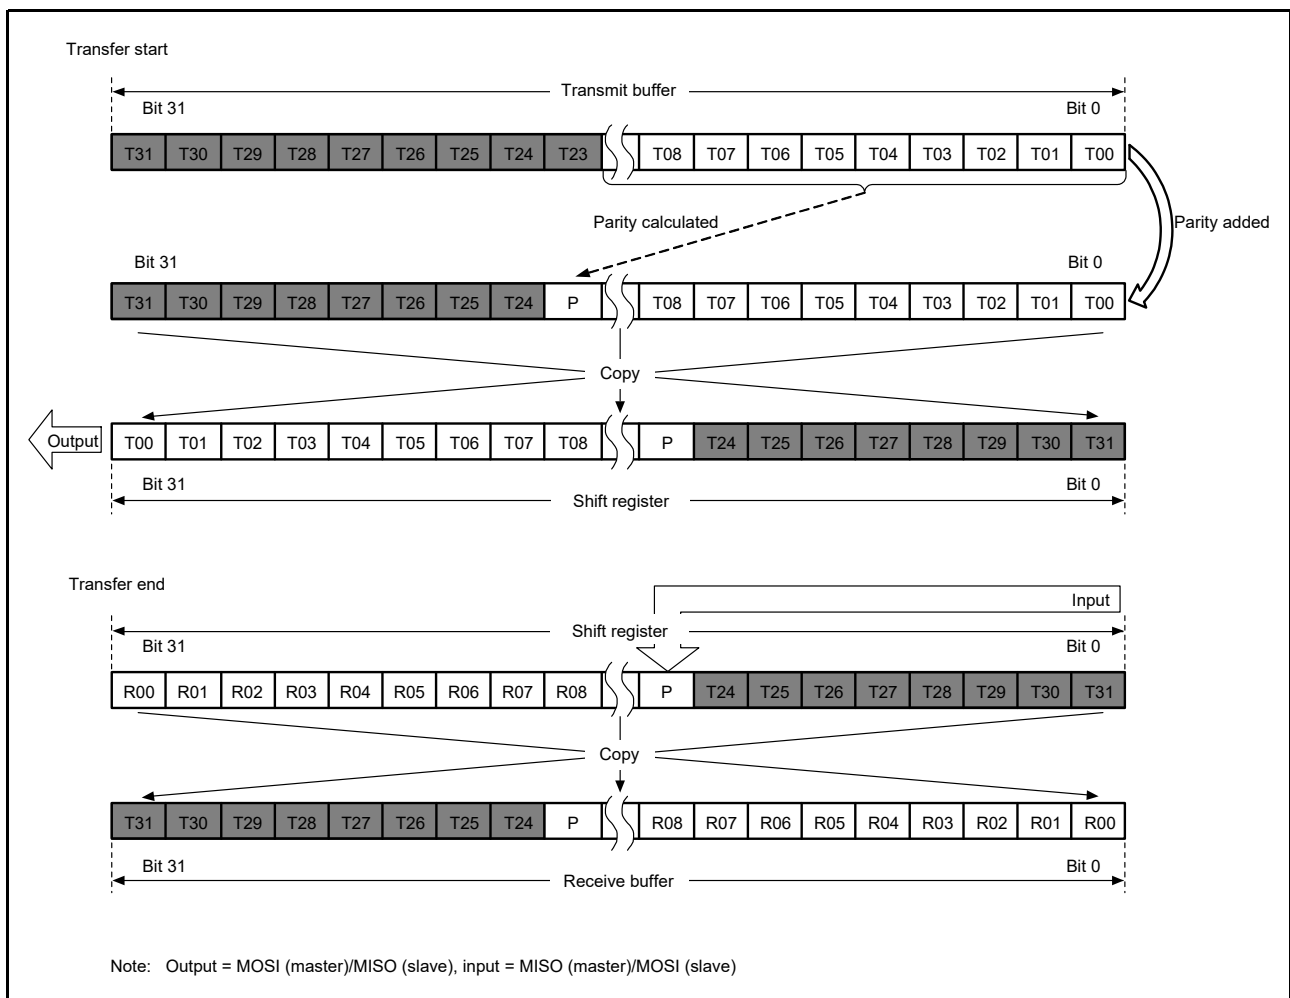 Transfer start
Transmit buffer
Bit 31 Bit 0
T31 T30 T29 T28 T27 T26 T25 T24 T23 T08 T07 T06 T05 T04 T03 T02 T01 T00
Parity calculated
Parity added
Bit 31 Bit 0
T31 T30 T29 T28 T27 T26 T25 T24 P T08 T07 T06 T05 T04 T03 T02 T01 T00
Copy
Output T00 T01 T02 T03 T04 T05 T06 T07 T08 P T24 T25 T26 T27 T28 T29 T30 T31
Bit 31 Bit 0
Shift register
Transfer end
Input
Shift register
Bit 31 Bit 0
R00 R01 R02 R03 R04 R05 R06 R07 R08 P T24 T25 T26 T27 T28 T29 T30 T31
Copy
T31 T30 T29 T28 T27 T26 T25 T24 P R08 R07 R06 R05 R04 R03 R02 R01 R00
Bit 31 Bit 0
Receive buffer
Note: Output = MOSI (master)/MISO (slave), input = MISO (master)/MOSI (slave)